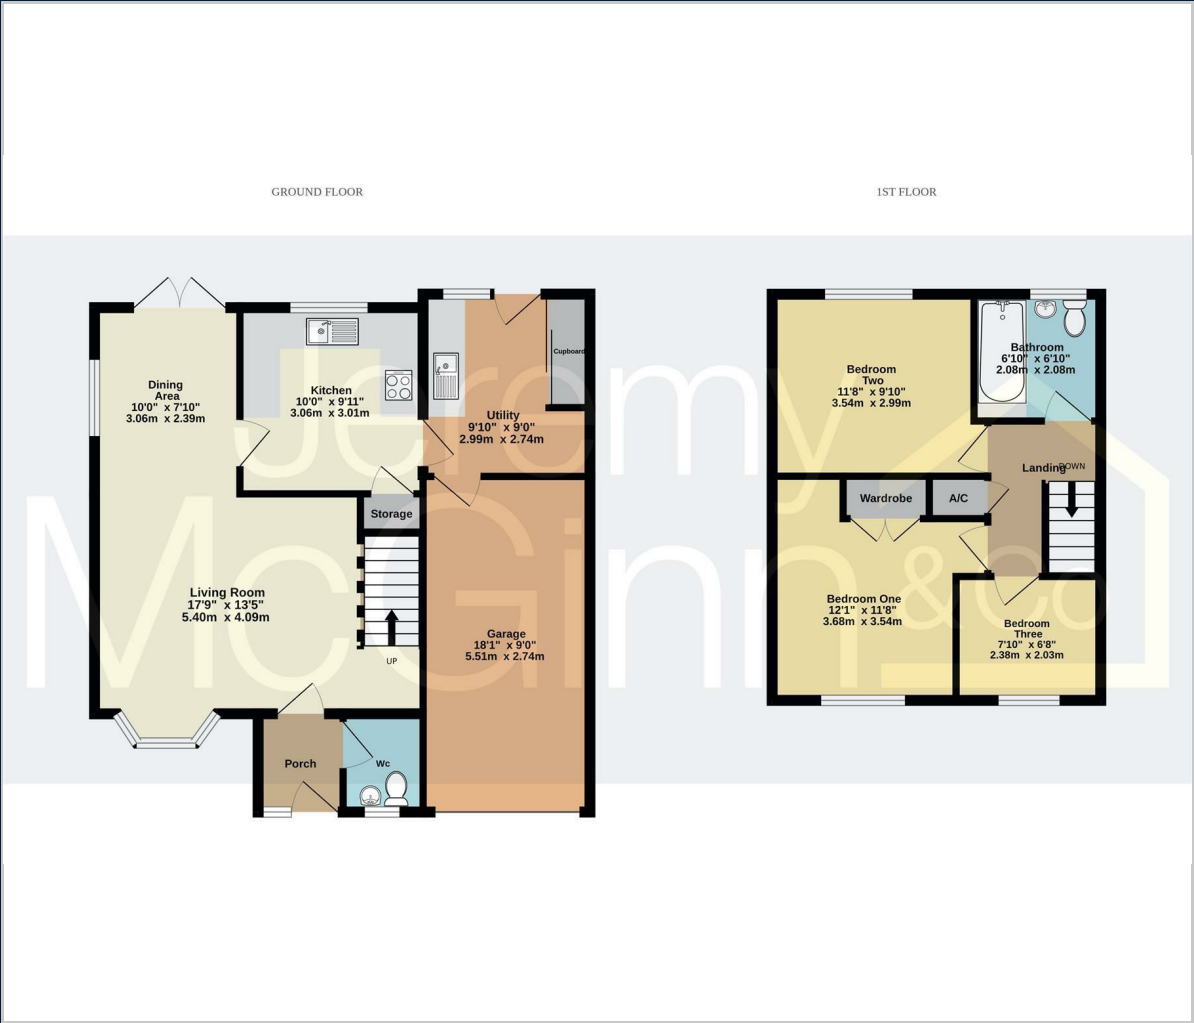 GROUND FLOOR
1ST FLOOR
Dining
Area
10'0" x 7'10"
3.06m x 2.39m
Kitchen
10'0" x 9'11"
3.06m x 3.01m
Cupboard
Utility
9'10" x 9'0"
2.99m x 2.74m
Storage
Living Room
17'9" x 13'5"
5.40m x 4.09m
UP
Garage
18'1" x 9'0"
5.51m x 2.74m
Porch
Wc
Bedroom
Two
11'8" x 9'10"
3.54m x 2.99m
Bathroom
6'10" x 6'10"
2.08m x 2.08m
Landing
DOWN
Wardrobe
A/C
Bedroom One
12'1" x 11'8"
3.68m x 3.54m
Bedroom
Three
7'10" x 6'8"
2.38m x 2.03m
Jeremy
McGinn & Co